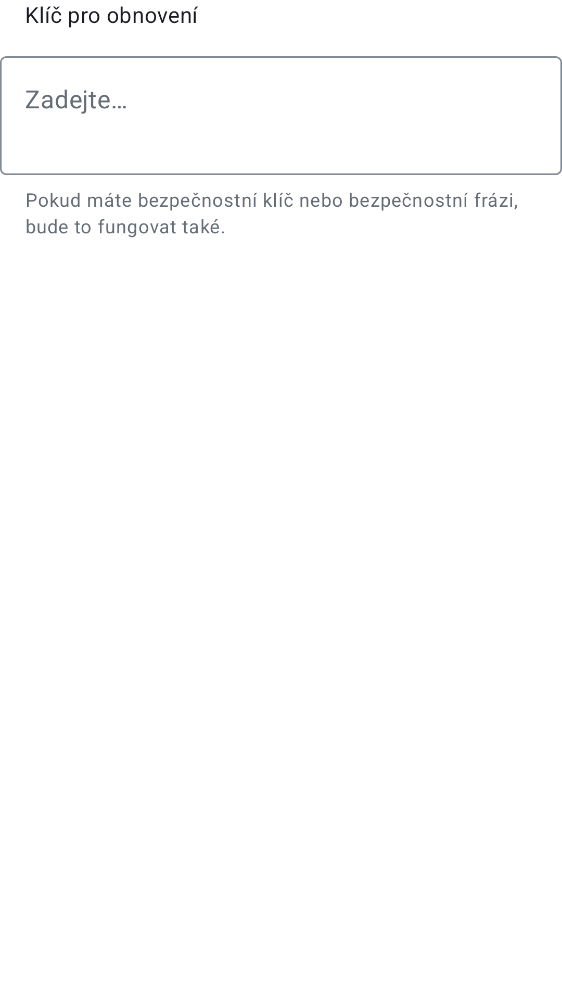 Klíč pro obnovení
Zadejte…
Pokud máte bezpečnostní klíč nebo bezpečnostní frázi,
bude to fungovat také.